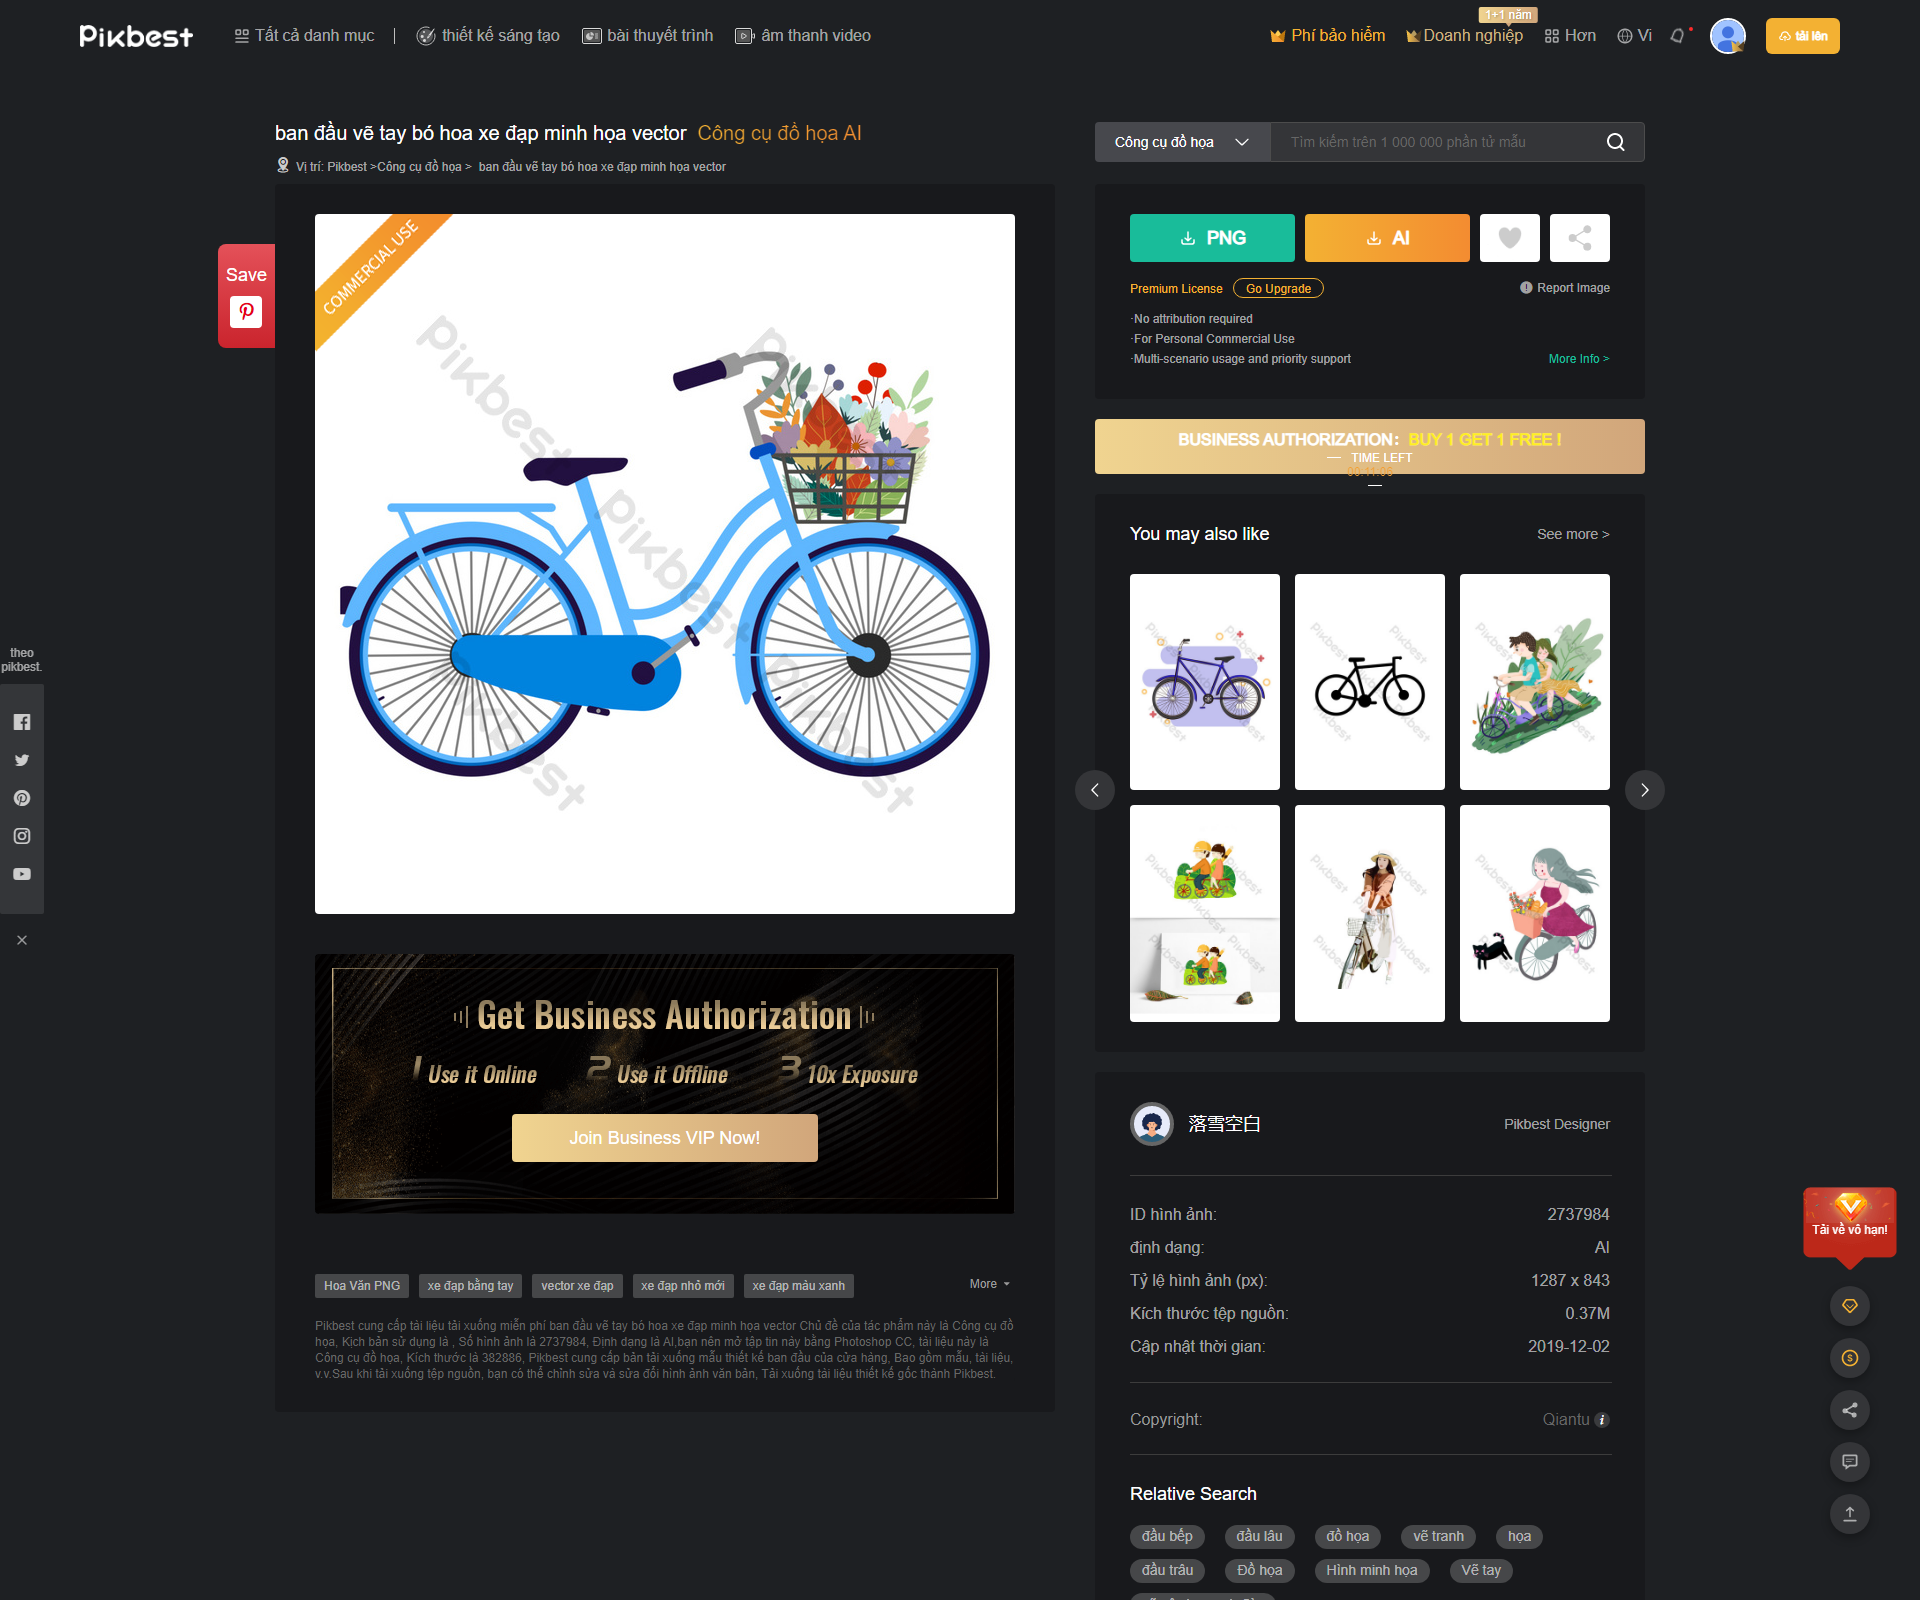 Pikbest
Tất cả danh mục
thiết kế sáng tạo
bài thuyết trình
âm thanh video
Phí bảo hiểm
1+1 năm
Doanh nghiệp
Hơn
Vi
tải lên
ban đầu vẽ tay bó hoa xe đạp minh họa vector Công cụ đồ họa AI
Vị trí: Pikbest >Công cụ đồ họa > ban đầu vẽ tay bó hoa xe đạp minh họa vector
Công cụ đồ họa
Tìm kiếm trên 1 000 000 phần tử mẫu
Save
COMMERCIAL USE
pikbest
pikbest
pikbest
pikbest
PNG
AI
Premium License
Go Upgrade
Report Image
·No attribution required
·For Personal Commercial Use
·Multi-scenario usage and priority support
More Info >
BUSINESS AUTHORIZATION: BUY 1 GET 1 FREE !
— TIME LEFT
—
You may also like
See more >
theo
pikbest.
Get Business Authorization
1 Use it Online
2 Use it Offline
3 10x Exposure
Join Business VIP Now!
落雪空白
Pikbest Designer
ID hình ảnh:
2737984
định dạng:
AI
Tỷ lệ hình ảnh (px):
1287 x 843
Kích thước tệp nguồn:
0.37M
Cập nhật thời gian:
2019-12-02
Copyright:
Qiantu
Relative Search
đầu bếp
đầu lâu
đồ họa
vẽ tranh
họa
đầu trâu
Đồ họa
Hình minh họa
Vẽ tay
Tải về vô hạn!
Hoa Văn PNG
xe đạp bằng tay
vector xe đạp
xe đạp nhỏ mới
xe đạp màu xanh
More
Pikbest cung cấp tài liệu tải xuống miễn phí ban đầu vẽ tay bó hoa xe đạp minh họa vector Chủ đề của tác phẩm này là Công cụ đồ
họa, Kịch bản sử dụng là , Số hình ảnh là 2737984, Định dạng là AI,bạn nên mở tập tin này bằng Photoshop CC, tài liệu này là
Công cụ đồ họa, Kích thước là 382886, Pikbest cung cấp bản tải xuống mẫu thiết kế ban đầu của cửa hàng, Bao gồm mẫu, tài liệu,
v.v.Sau khi tải xuống tệp nguồn, bạn có thể chỉnh sửa và sửa đổi hình ảnh văn bản, Tải xuống tài liệu thiết kế gốc thành Pikbest.